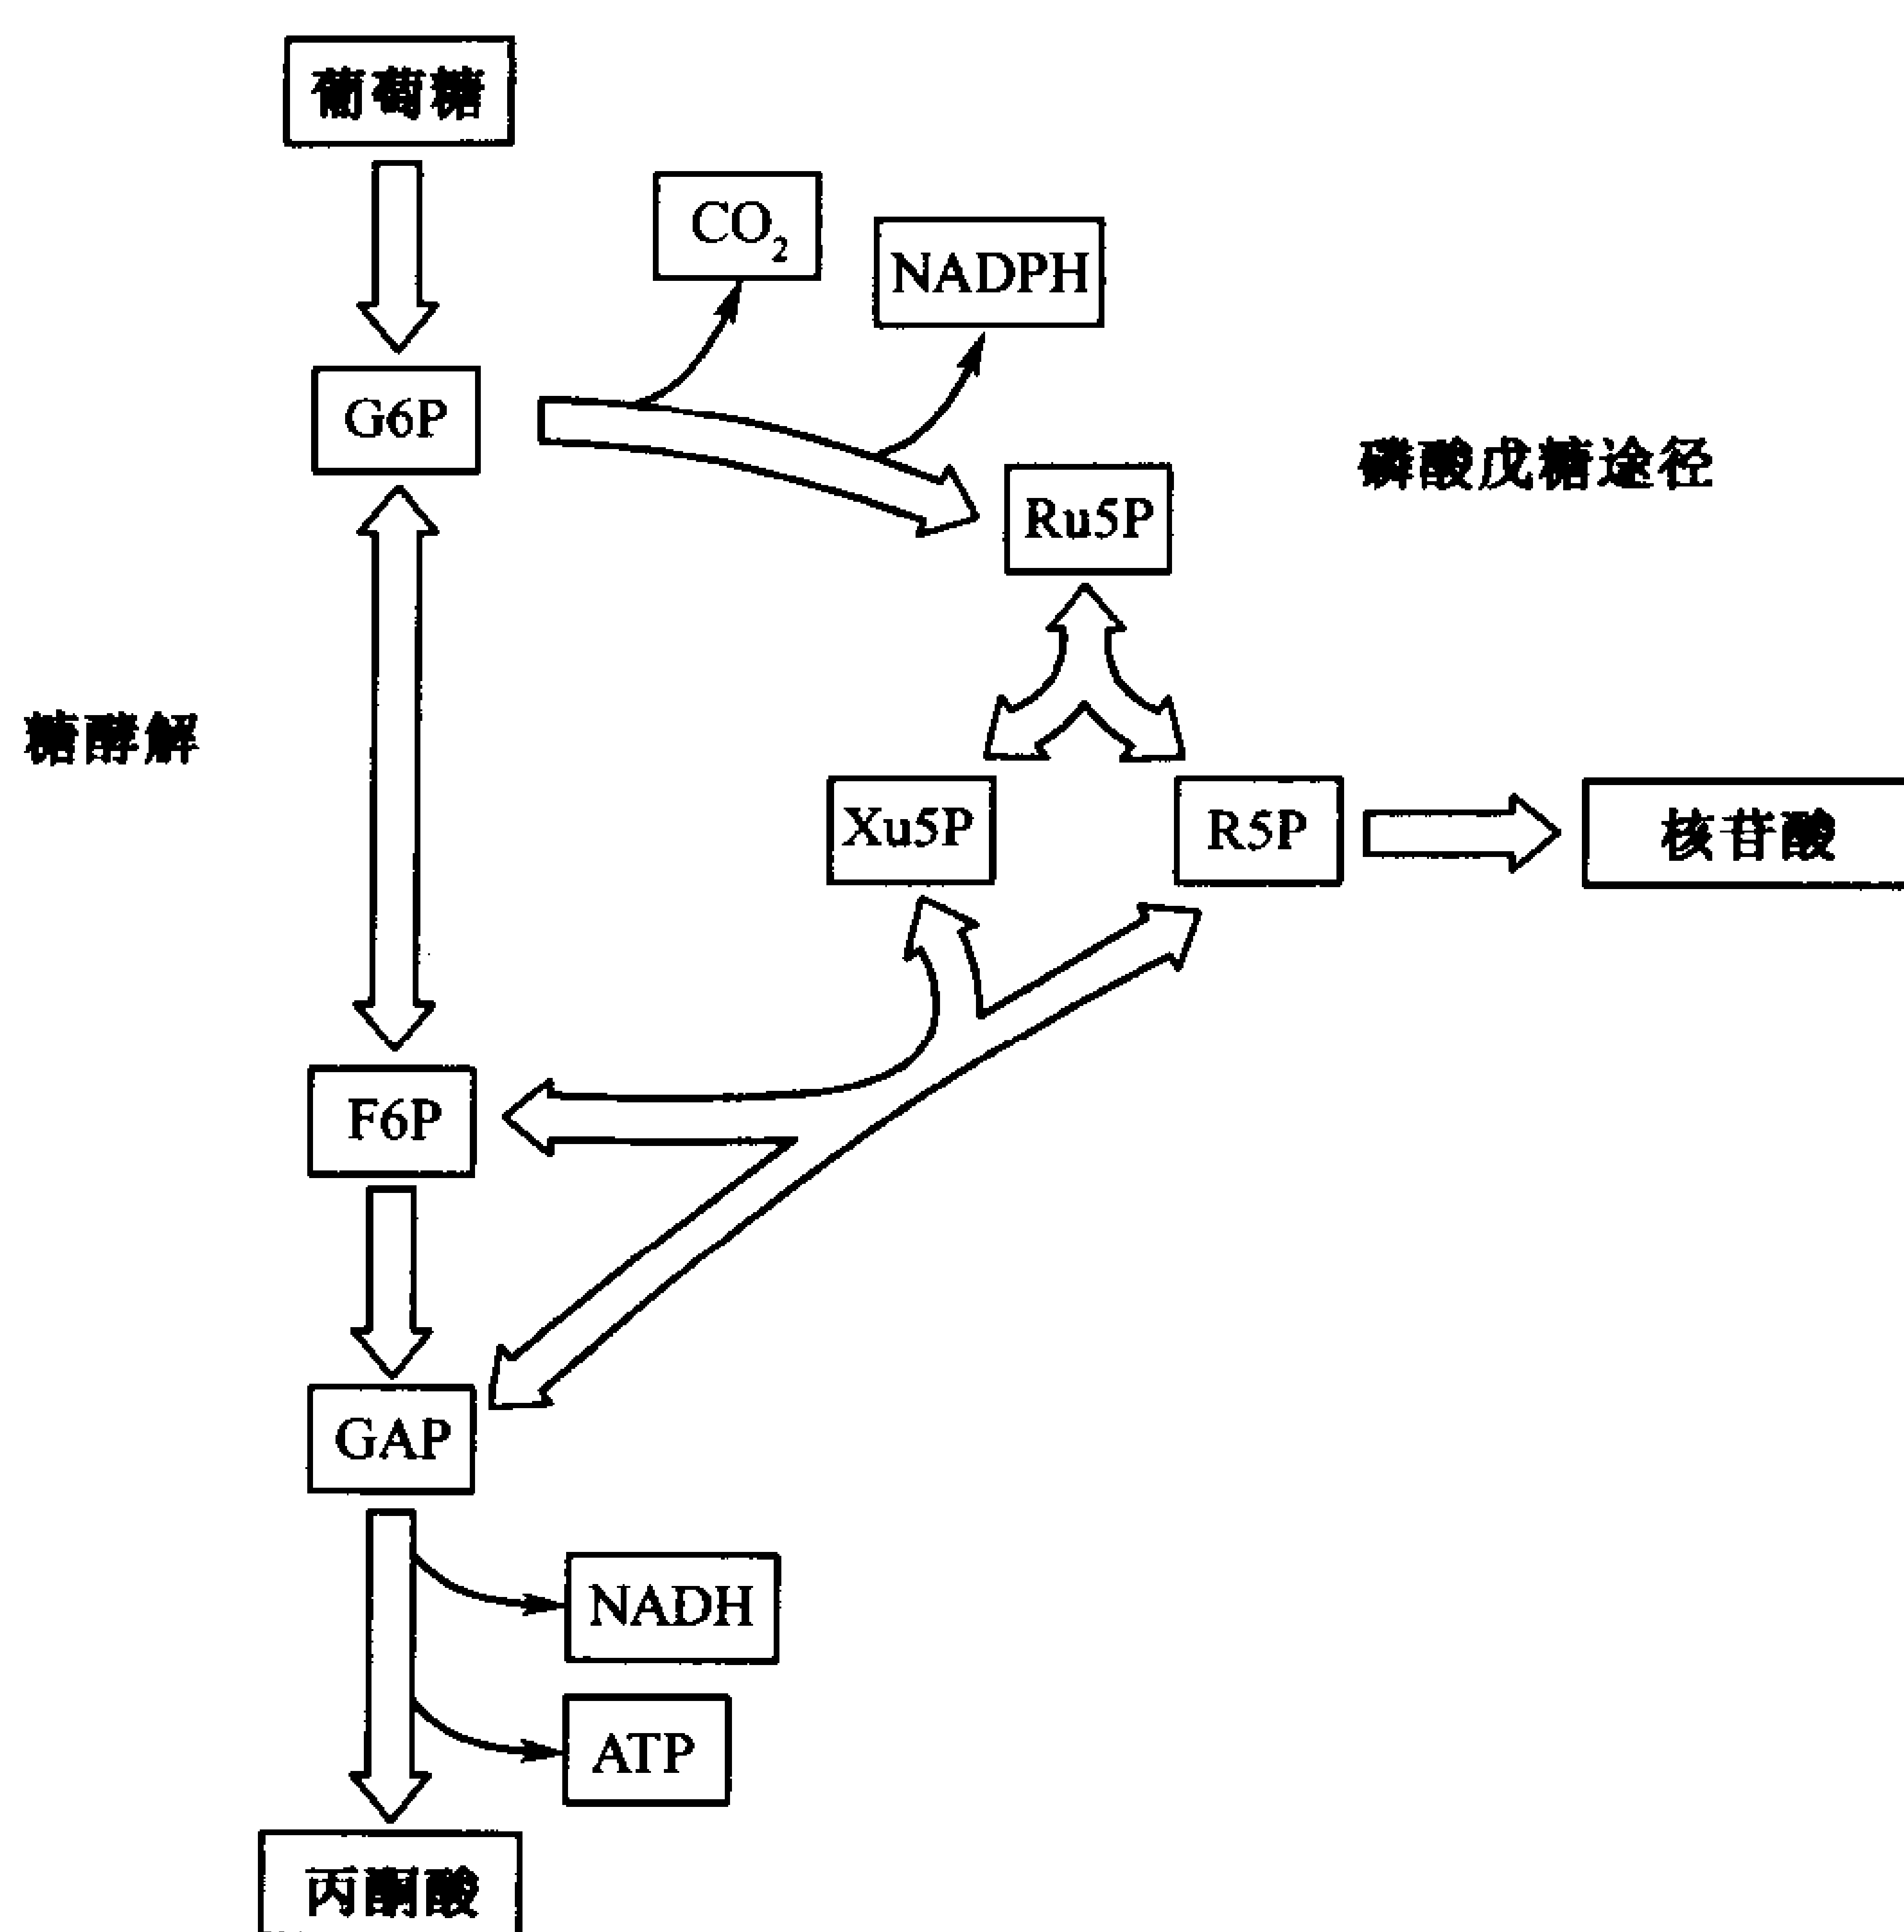 葡萄糖
CO₂
NADPH
G6P
磷酸戊糖途径
Ru5P
糖酵解
Xu5P
R5P
核苷酸
F6P
GAP
NADH
ATP
丙酮酸